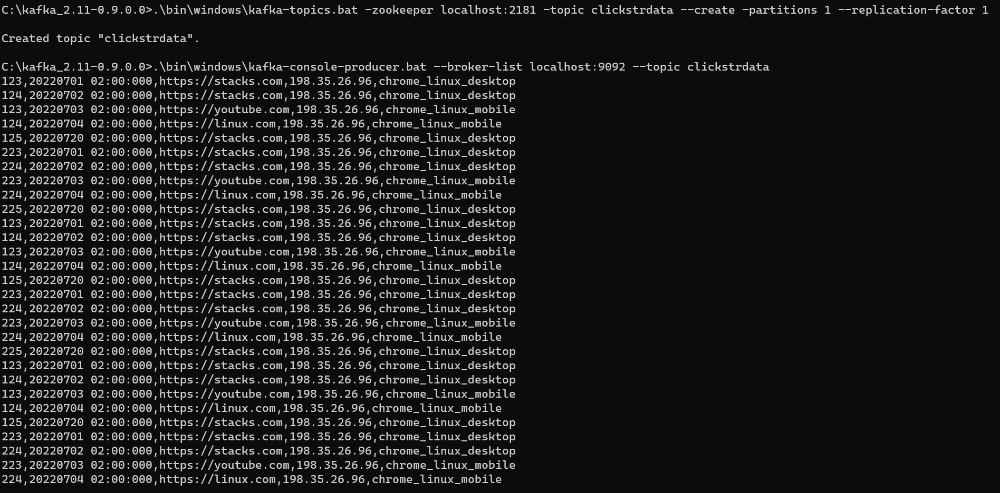 C:\kafka_2.11-0.9.0.0>.\bin\windows\kafka-topics.bat -zookeeper localhost:2181 -topic clickstrdata --create -partitions 1 --replication-factor 1
Created topic "clickstrdata".
C:\kafka_2.11-0.9.0.0>.\bin\windows\kafka-console-producer.bat --broker-list localhost:9092 --topic clickstrdata
123,20220701 02:00:000,https://stacks.com,198.35.26.96,chrome_linux_desktop
124,20220702 02:00:000,https://stacks.com,198.35.26.96,chrome_linux_desktop
123,20220703 02:00:000,https://youtube.com,198.35.26.96,chrome_linux_mobile
124,20220704 02:00:000,https://linux.com,198.35.26.96,chrome_linux_mobile
125,20220720 02:00:000,https://stacks.com,198.35.26.96,chrome_linux_desktop
223,20220701 02:00:000,https://stacks.com,198.35.26.96,chrome_linux_desktop
224,20220702 02:00:000,https://stacks.com,198.35.26.96,chrome_linux_desktop
223,20220703 02:00:000,https://youtube.com,198.35.26.96,chrome_linux_mobile
224,20220704 02:00:000,https://linux.com,198.35.26.96,chrome_linux_mobile
225,20220720 02:00:000,https://stacks.com,198.35.26.96,chrome_linux_desktop
123,20220701 02:00:000,https://stacks.com,198.35.26.96,chrome_linux_desktop
124,20220702 02:00:000,https://stacks.com,198.35.26.96,chrome_linux_desktop
123,20220703 02:00:000,https://youtube.com,198.35.26.96,chrome_linux_mobile
124,20220704 02:00:000,https://linux.com,198.35.26.96,chrome_linux_mobile
125,20220720 02:00:000,https://stacks.com,198.35.26.96,chrome_linux_desktop
223,20220701 02:00:000,https://stacks.com,198.35.26.96,chrome_linux_desktop
224,20220702 02:00:000,https://stacks.com,198.35.26.96,chrome_linux_desktop
223,20220703 02:00:000,https://youtube.com,198.35.26.96,chrome_linux_mobile
224,20220704 02:00:000,https://linux.com,198.35.26.96,chrome_linux_mobile
225,20220720 02:00:000,https://stacks.com,198.35.26.96,chrome_linux_desktop
123,20220701 02:00:000,https://stacks.com,198.35.26.96,chrome_linux_desktop
124,20220702 02:00:000,https://stacks.com,198.35.26.96,chrome_linux_desktop
123,20220703 02:00:000,https://youtube.com,198.35.26.96,chrome_linux_mobile
124,20220704 02:00:000,https://linux.com,198.35.26.96,chrome_linux_mobile
125,20220720 02:00:000,https://stacks.com,198.35.26.96,chrome_linux_desktop
223,20220701 02:00:000,https://stacks.com,198.35.26.96,chrome_linux_desktop
224,20220702 02:00:000,https://stacks.com,198.35.26.96,chrome_linux_desktop
223,20220703 02:00:000,https://youtube.com,198.35.26.96,chrome_linux_mobile
224,20220704 02:00:000,https://linux.com,198.35.26.96,chrome_linux_mobile